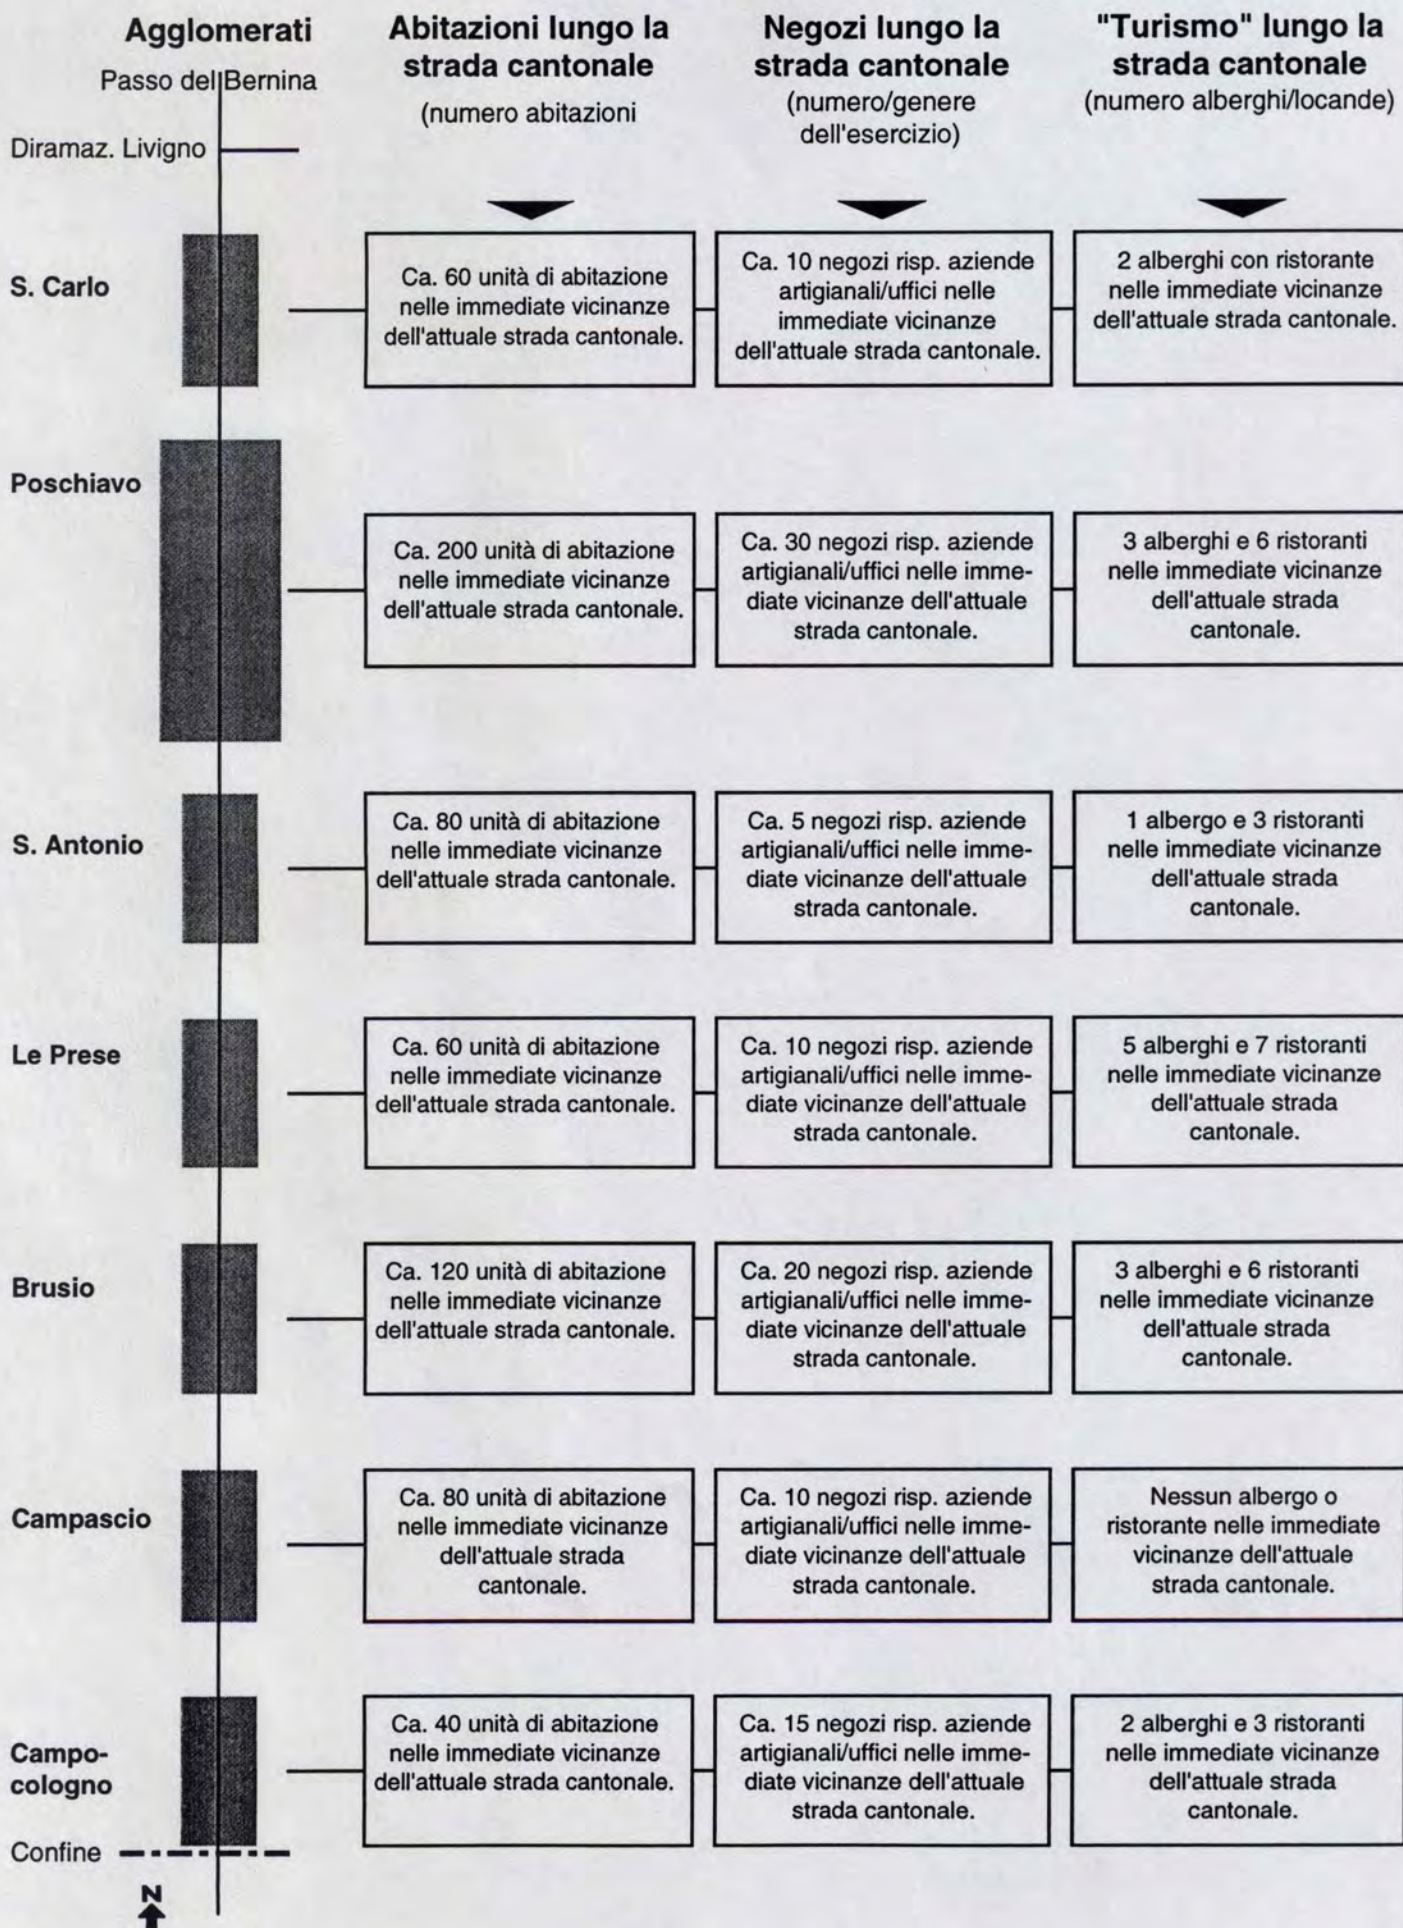 Agglomerati
Passo del Bernina
Diramaz. Livigno
Abitazioni lungo la
strada cantonale
(numero abitazioni
Negozi lungo la
strada cantonale
(numero/genere
dell'esercizio)
"Turismo" lungo la
strada cantonale
(numero alberghi/locande)
S. Carlo
Ca. 60 unità di abitazione
nelle immediate vicinanze
dell'attuale strada cantonale.
Ca. 10 negozi risp. aziende
artigianali/uffici nelle
immediate vicinanze
dell'attuale strada cantonale.
2 alberghi con ristorante
nelle immediate vicinanze
dell'attuale strada cantonale.
Poschiavo
Ca. 200 unità di abitazione
nelle immediate vicinanze
dell'attuale strada cantonale.
Ca. 30 negozi risp. aziende
artigianali/uffici nelle imme-
diate vicinanze dell'attuale
strada cantonale.
3 alberghi e 6 ristoranti
nelle immediate vicinanze
dell'attuale strada
cantonale.
S. Antonio
Ca. 80 unità di abitazione
nelle immediate vicinanze
dell'attuale strada cantonale.
Ca. 5 negozi risp. aziende
artigianali/uffici nelle imme-
diate vicinanze dell'attuale
strada cantonale.
1 albergo e 3 ristoranti
nelle immediate vicinanze
dell'attuale strada
cantonale.
Le Prese
Ca. 60 unità di abitazione
nelle immediate vicinanze
dell'attuale strada cantonale.
Ca. 10 negozi risp. aziende
artigianali/uffici nelle imme-
diate vicinanze dell'attuale
strada cantonale.
5 alberghi e 7 ristoranti
nelle immediate vicinanze
dell'attuale strada
cantonale.
Brusio
Ca. 120 unità di abitazione
nelle immediate vicinanze
dell'attuale strada cantonale.
Ca. 20 negozi risp. aziende
artigianali/uffici nelle imme-
diate vicinanze dell'attuale
strada cantonale.
3 alberghi e 6 ristoranti
nelle immediate vicinanze
dell'attuale strada
cantonale.
Campascio
Ca. 80 unità di abitazione
nelle immediate vicinanze
dell'attuale strada
cantonale.
Ca. 10 negozi risp. aziende
artigianali/uffici nelle imme-
diate vicinanze dell'attuale
strada cantonale.
Nessun albergo o
ristorante nelle immediate
vicinanze dell'attuale
strada cantonale.
Campo-
cologno
Ca. 40 unità di abitazione
nelle immediate vicinanze
dell'attuale strada cantonale.
Ca. 15 negozi risp. aziende
artigianali/uffici nelle imme-
diate vicinanze dell'attuale
strada cantonale.
2 alberghi e 3 ristoranti
nelle immediate vicinanze
dell'attuale strada
cantonale.
Confine
N